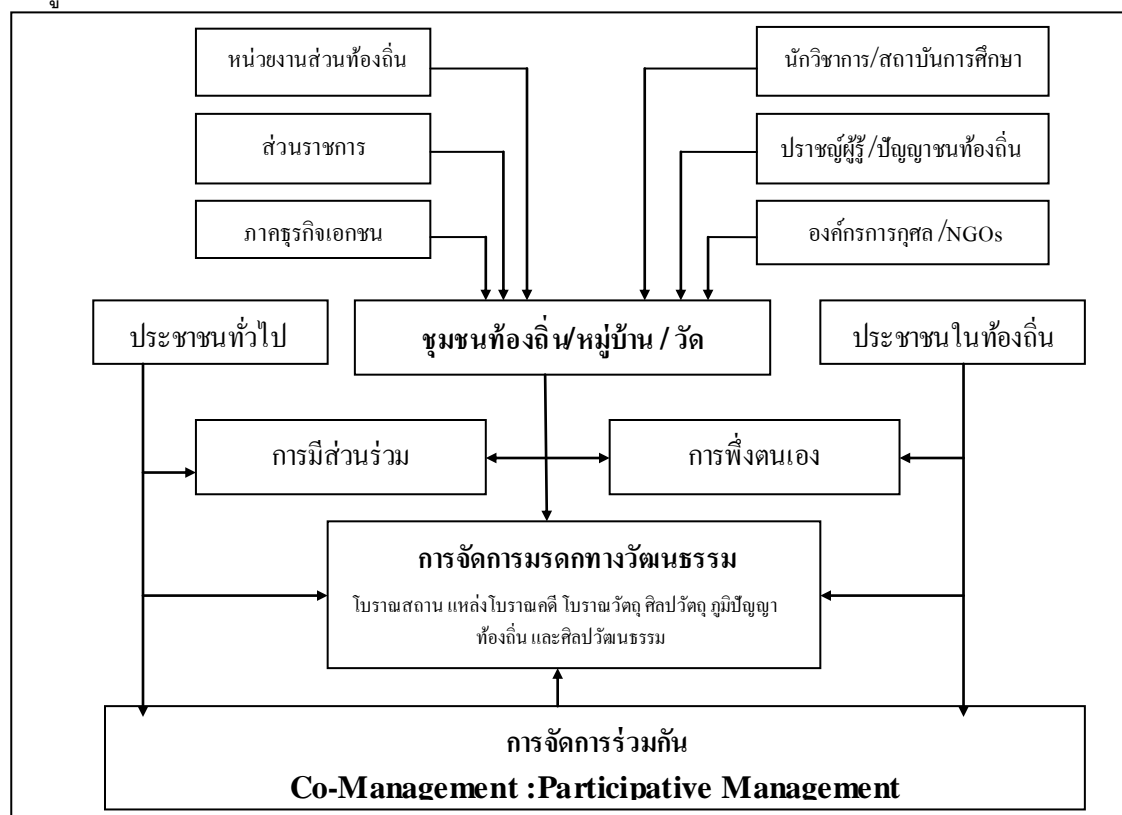 หน่วยงานส่วนท้องถิ่น
นักวิชาการ/สถาบันการศึกษา
ส่วนราชการ
ปราชญ์ผู้รู้/ปัญญาชนท้องถิ่น
ภาคธุรกิจเอกชน
องค์กรการกุศล/NGOs
ประชาชนทั่วไป
ชุมชนท้องถิ่น/หมู่บ้าน / วัด
ประชาชนในท้องถิ่น
การมีส่วนร่วม
การพึ่งตนเอง
การจัดการมรดกทางวัฒนธรรม
โบราณสถาน แหล่งโบราณคดี โบราณวัตถุ ศิลปวัตถุ ภูมิปัญญา
ท้องถิ่น และศิลปวัฒนธรรม
การจัดการร่วมกัน
Co-Management :Participative Management